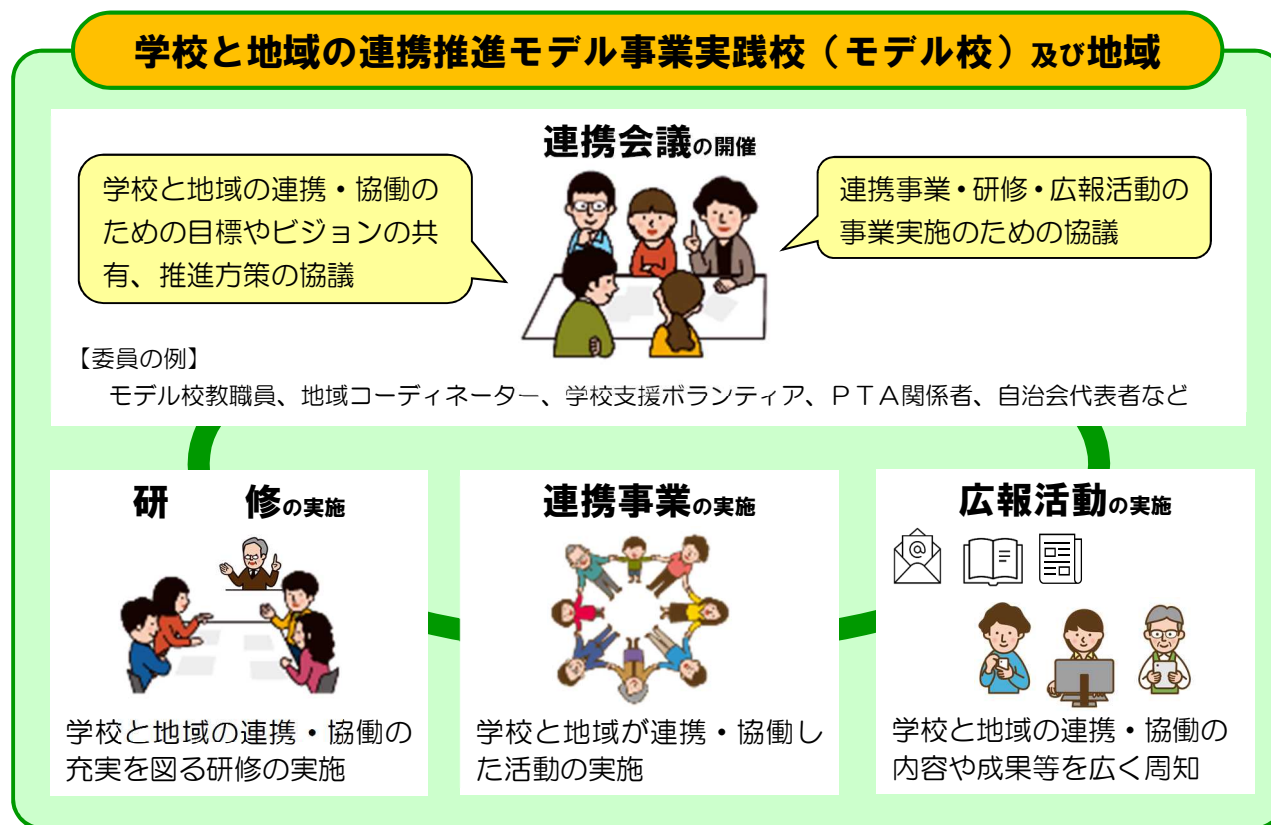 学校と地域の連携推進モデル事業実践校（モデル校）及び地域
連携会議の開催
学校と地域の連携・協働の
ための目標やビジョンの共
有、推進方策の協議
連携事業・研修・広報活動の
事業実施のための協議
【委員の例】
モデル校教職員、地域コーディネーター、学校支援ボランティア、ＰＴＡ関係者、自治会代表者など
研　　修の実施
学校と地域の連携・協働の
充実を図る研修の実施
連携事業の実施
学校と地域が連携・協働し
た活動の実施
広報活動の実施
@
学校と地域の連携・協働の
内容や成果等を広く周知